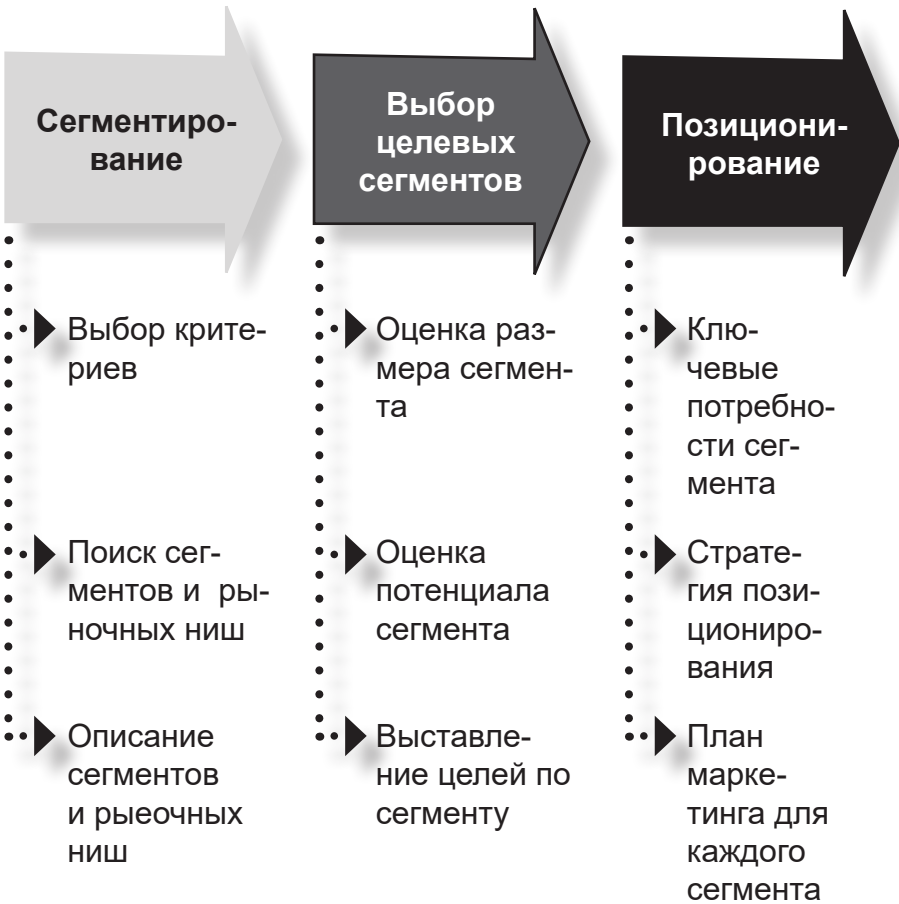 Сегментиро-
вание
Выбор критe-
риев
Поиск сег-
ментов и ры-
ночных ниш
Описание
сегментов
и рыеочных
ниш
Выбор
целевых
сегментов
Оценка раз-
мера сегмен-
та
Оценка
потенциала
сегмента
Выставле-
ние целей по
сегменту
Позициони-
рование
Клю-
чевые
потребно-
сти сег-
мента
Страте-
гия пози-
циониро-
вания
План
марке-
тинга для
каждого
сегмента